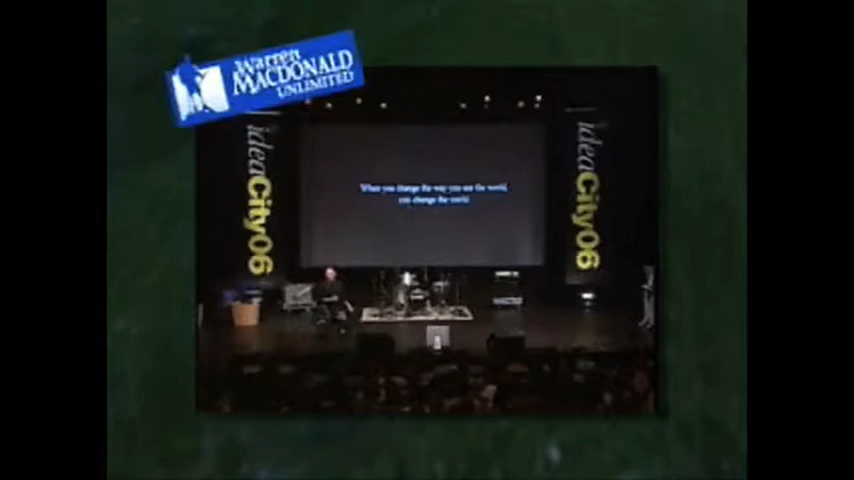 Warren
MACDONALD
UNLIMITED
ideaCity06
When you change the way you see the world,
you change the world
ideaCity06